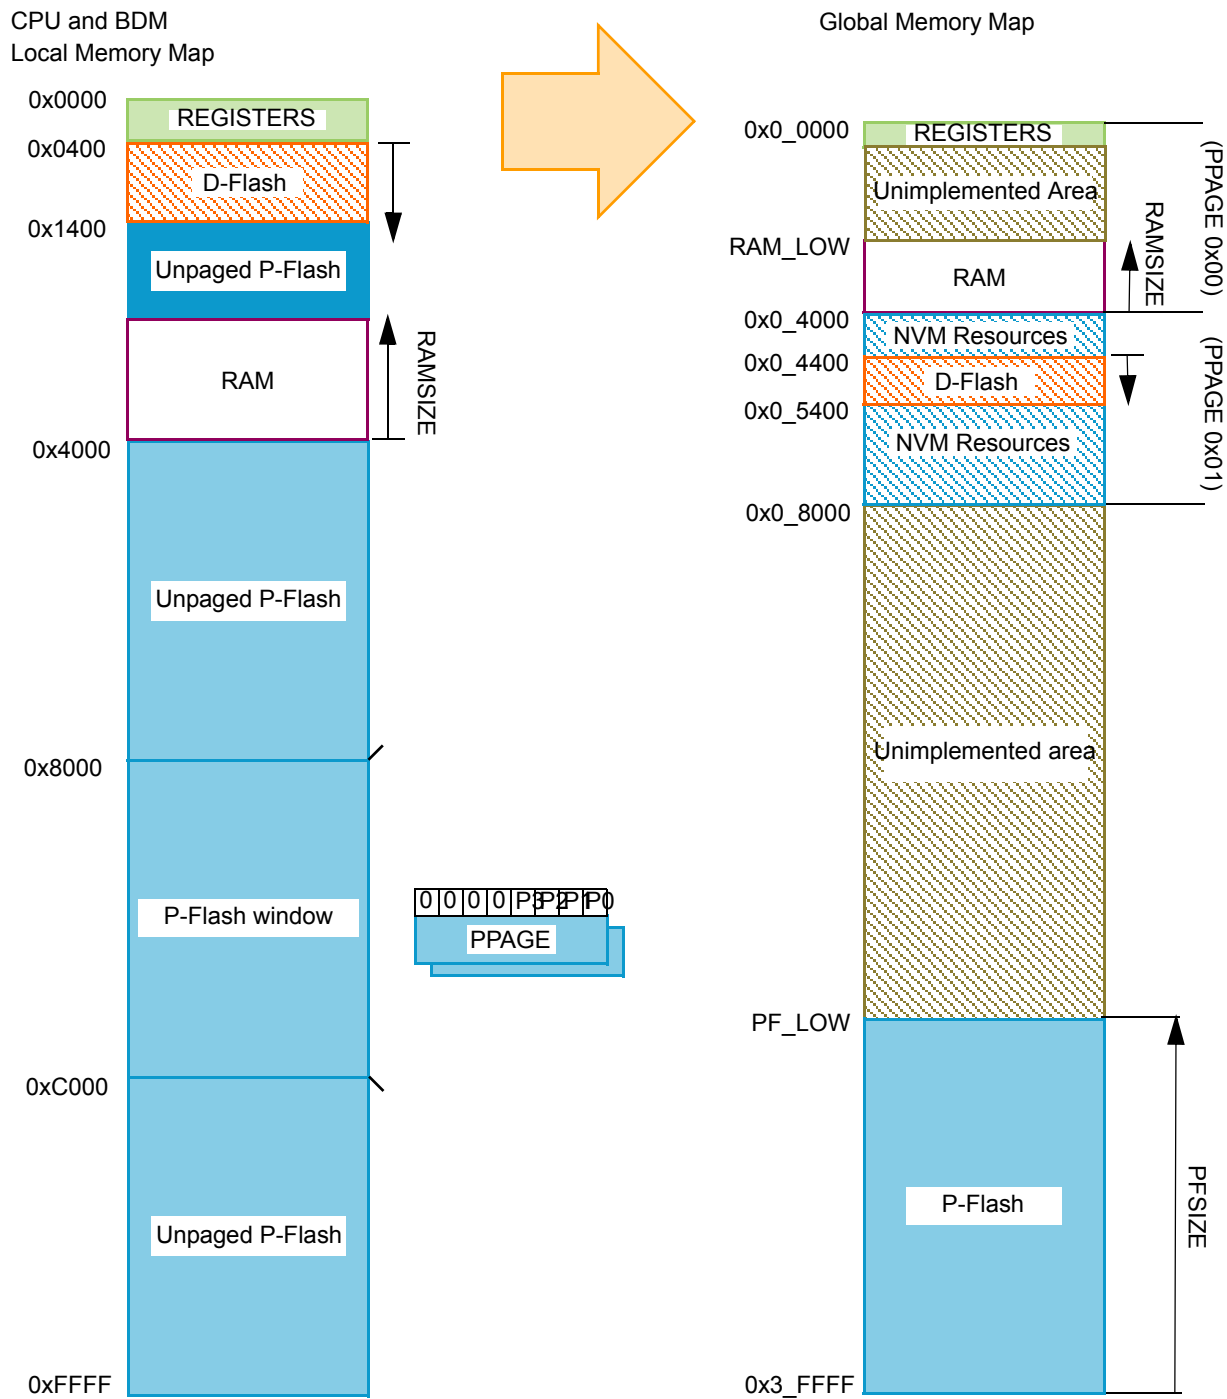 CPU and BDM
Local Memory Map
Global Memory Map
0x0000
REGISTERS
0x0400
D-Flash
0x1400
Unpaged P-Flash
RAM
RAMSIZE
0x4000
Unpaged P-Flash
0x8000
P-Flash window
0 0 0 0 P3 P2 P1 P0
PPAGE
0xC000
Unpaged P-Flash
0xFFFF
0x0_0000
REGISTERS
Unimplemented Area
(PPAGE 0x00)
RAM_LOW
RAM
RAMSIZE
0x0_4000
NVM Resources
0x0_4400
D-Flash
0x0_5400
NVM Resources
(PPAGE 0x01)
0x0_8000
Unimplemented area
PF_LOW
P-Flash
PFSIZE
0x3_FFFF